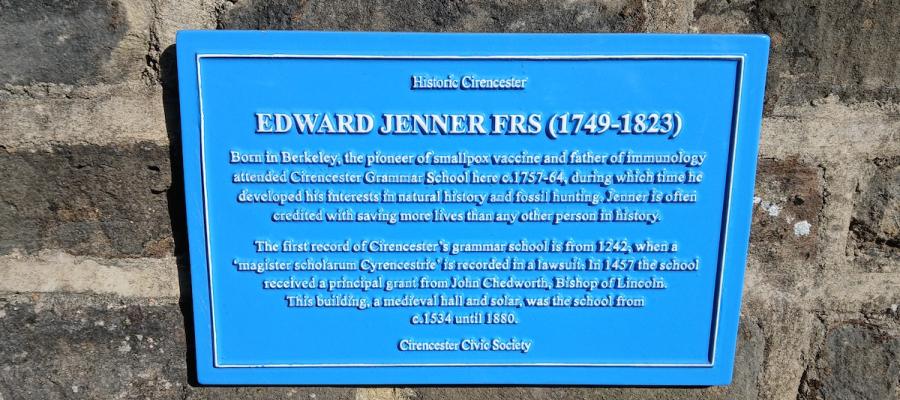 Historic Cirencester
EDWARD JENNER FRS (1749-1823)
Born in Berkeley, the pioneer of smallpox vaccine and father of immunology
attended Cirencester Grammar School here c.1757-64, during which time he
developed his interests in natural history and fossil hunting. Jenner is often
credited with saving more lives than any other person in history.
The first record of Cirencester's grammar school is from 1242, when a
'magister scholarum Cyrencestrie' is recorded in a lawsuit. In 1457 the school
received a principal grant from John Chedworth, Bishop of Lincoln.
This building, a medieval hall and solar, was the school from
c.1534 until 1880.
Cirencester Civic Society